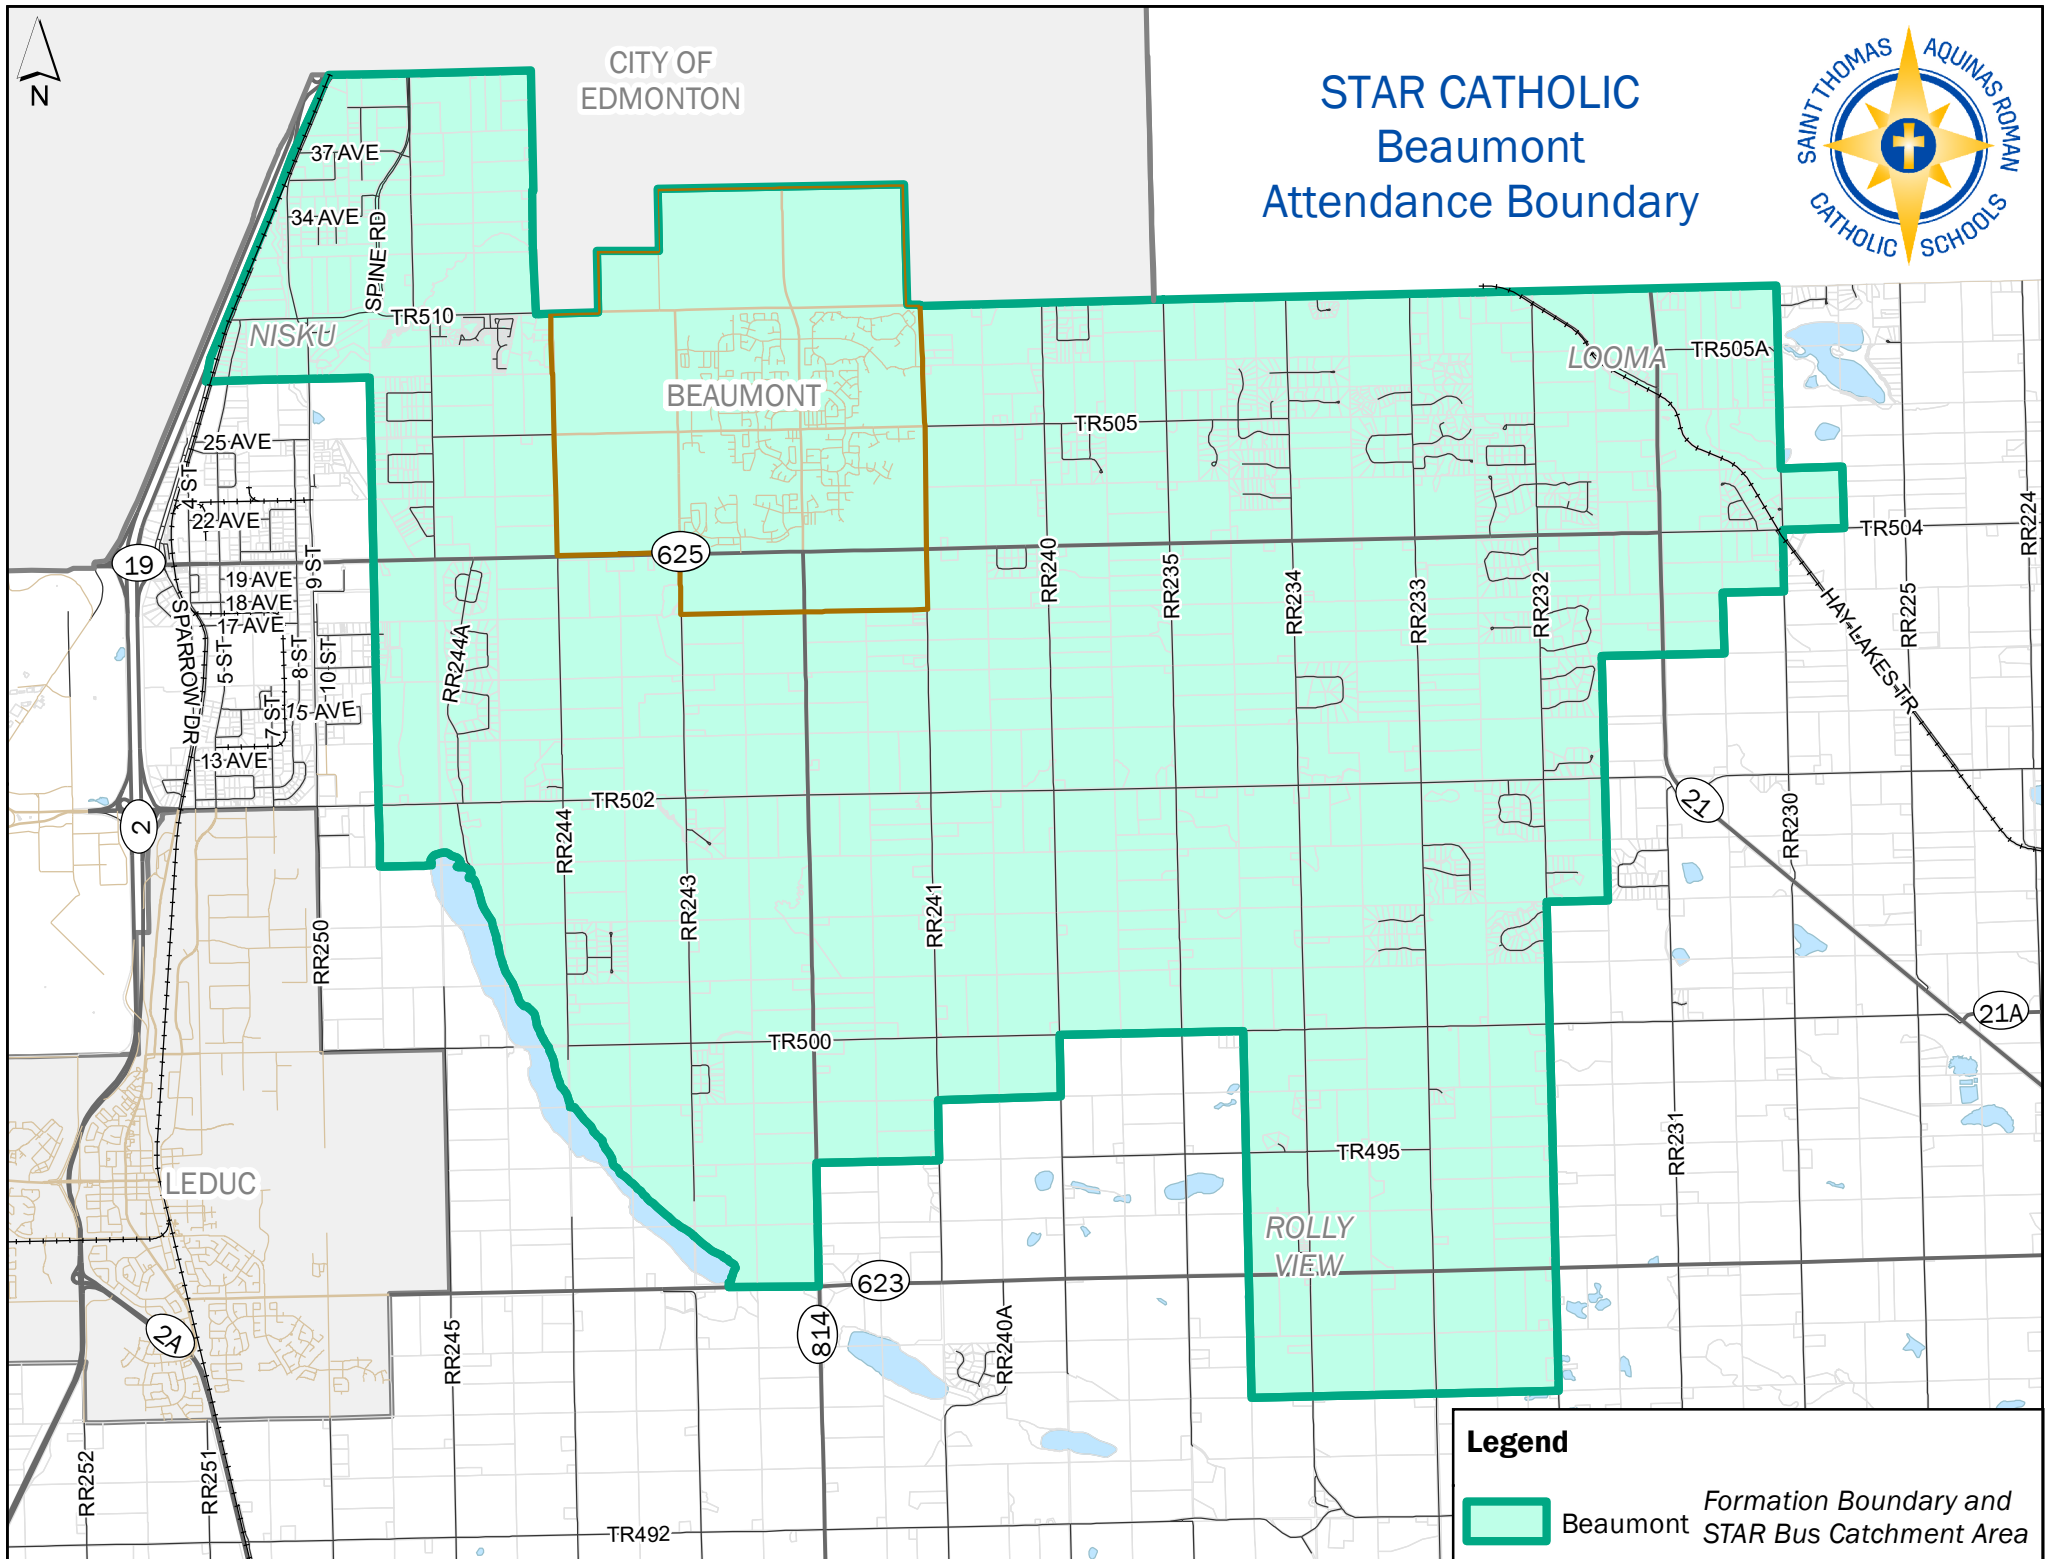 N
CITY OF
EDMONTON
STAR CATHOLIC
Beaumont
Attendance Boundary
SAINT THOMAS AQUINAS ROMAN
CATHOLIC SCHOOLS
37 AVE
34 AVE
SPINE RD
TR510
NISKU
LOOMA
TR505A
BEAUMONT
TR505
25 AVE
4 ST
22 AVE
TR504
RR224
19
625
9 ST
19 AVE
18 AVE
17 AVE
SPARROW DR
5 ST
8 ST
10 ST
7 ST
15 AVE
13 AVE
RR244A
RR240
RR235
RR234
RR233
RR232
RR225
HAY LAKES TR
2
TR502
21
RR230
RR244
RR243
RR241
RR250
21A
TR500
RR231
TR495
LEDUC
ROLLY
VIEW
623
814
2A
RR245
RR240A
RR252
RR251
TR492
Legend
Beaumont
Formation Boundary and
STAR Bus Catchment Area